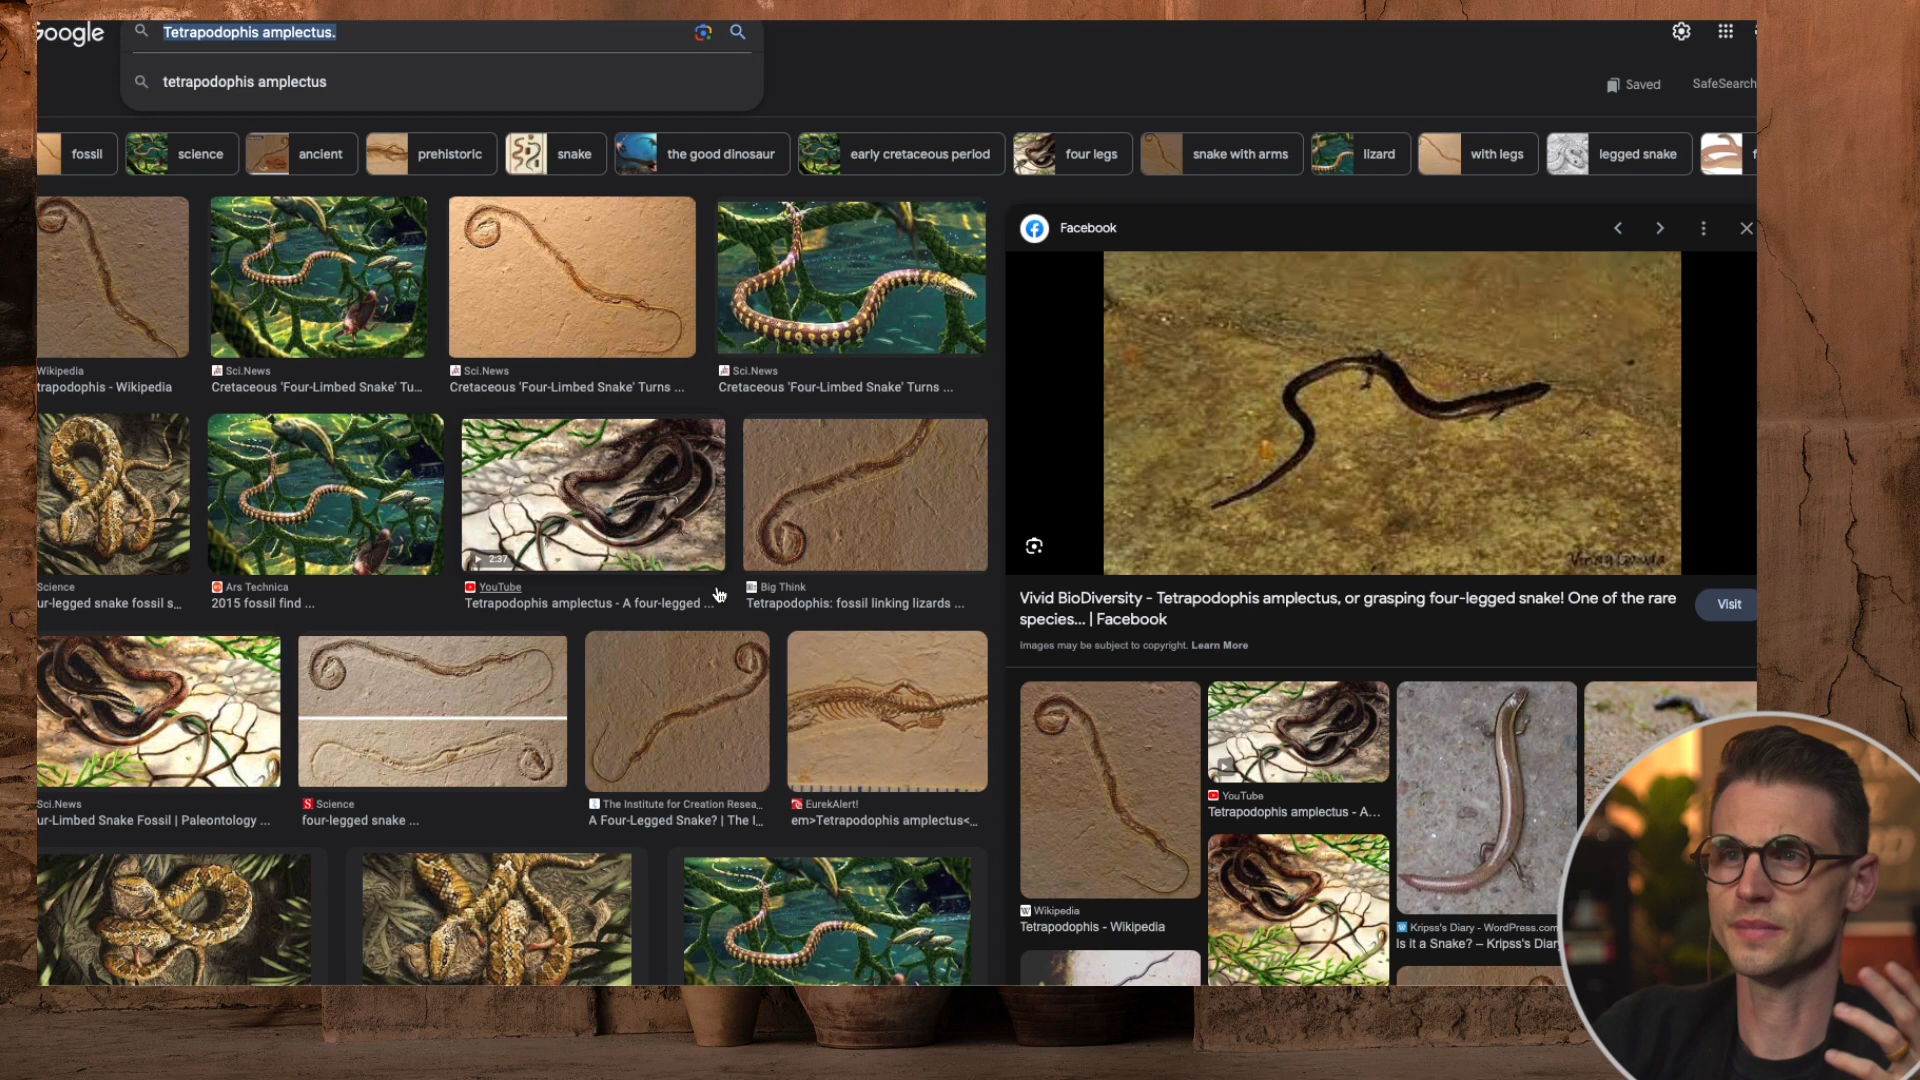 Google
Tetrapodophis amplectus.
tetrapodophis amplectus
Saved
SafeSearch
fossil
science
ancient
prehistoric
snake
the good dinosaur
early cretaceous period
four legs
snake with arms
lizard
with legs
legged snake
f
Wikipedia
trapodophis - Wikipedia
Sci.News
Cretaceous 'Four-Limbed Snake' Tu...
Sci.News
Cretaceous 'Four-Limbed Snake' Turns ...
Sci.News
Cretaceous 'Four-Limbed Snake' Turns ...
Science
ur-legged snake fossil s...
Ars Technica
2015 fossil find ...
2:37
YouTube
Tetrapodophis amplectus - A four-legged ...
Big Think
Tetrapodophis: fossil linking lizards ...
Sci.News
ur-Limbed Snake Fossil | Paleontology ...
Science
four-legged snake ...
The Institute for Creation Resea...
A Four-Legged Snake? | The I...
EurekAlert!
em>Tetrapodophis amplectus<...
Facebook
Vinay Gowda
Vivid BioDiversity - Tetrapodophis amplectus, or grasping four-legged snake! One of the rare
species... | Facebook
Visit
Images may be subject to copyright. Learn More
Wikipedia
Tetrapodophis - Wikipedia
YouTube
Tetrapodophis amplectus - A...
Kripss's Diary - WordPress.com
Is it a Snake? – Kripss's Diar